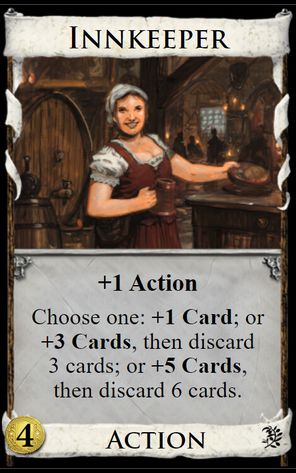 INNKEEPER
+1 Action
Choose one: +1 Card; or
+3 Cards, then discard
3 cards; or +5 Cards,
then discard 6 cards.
4
ACTION